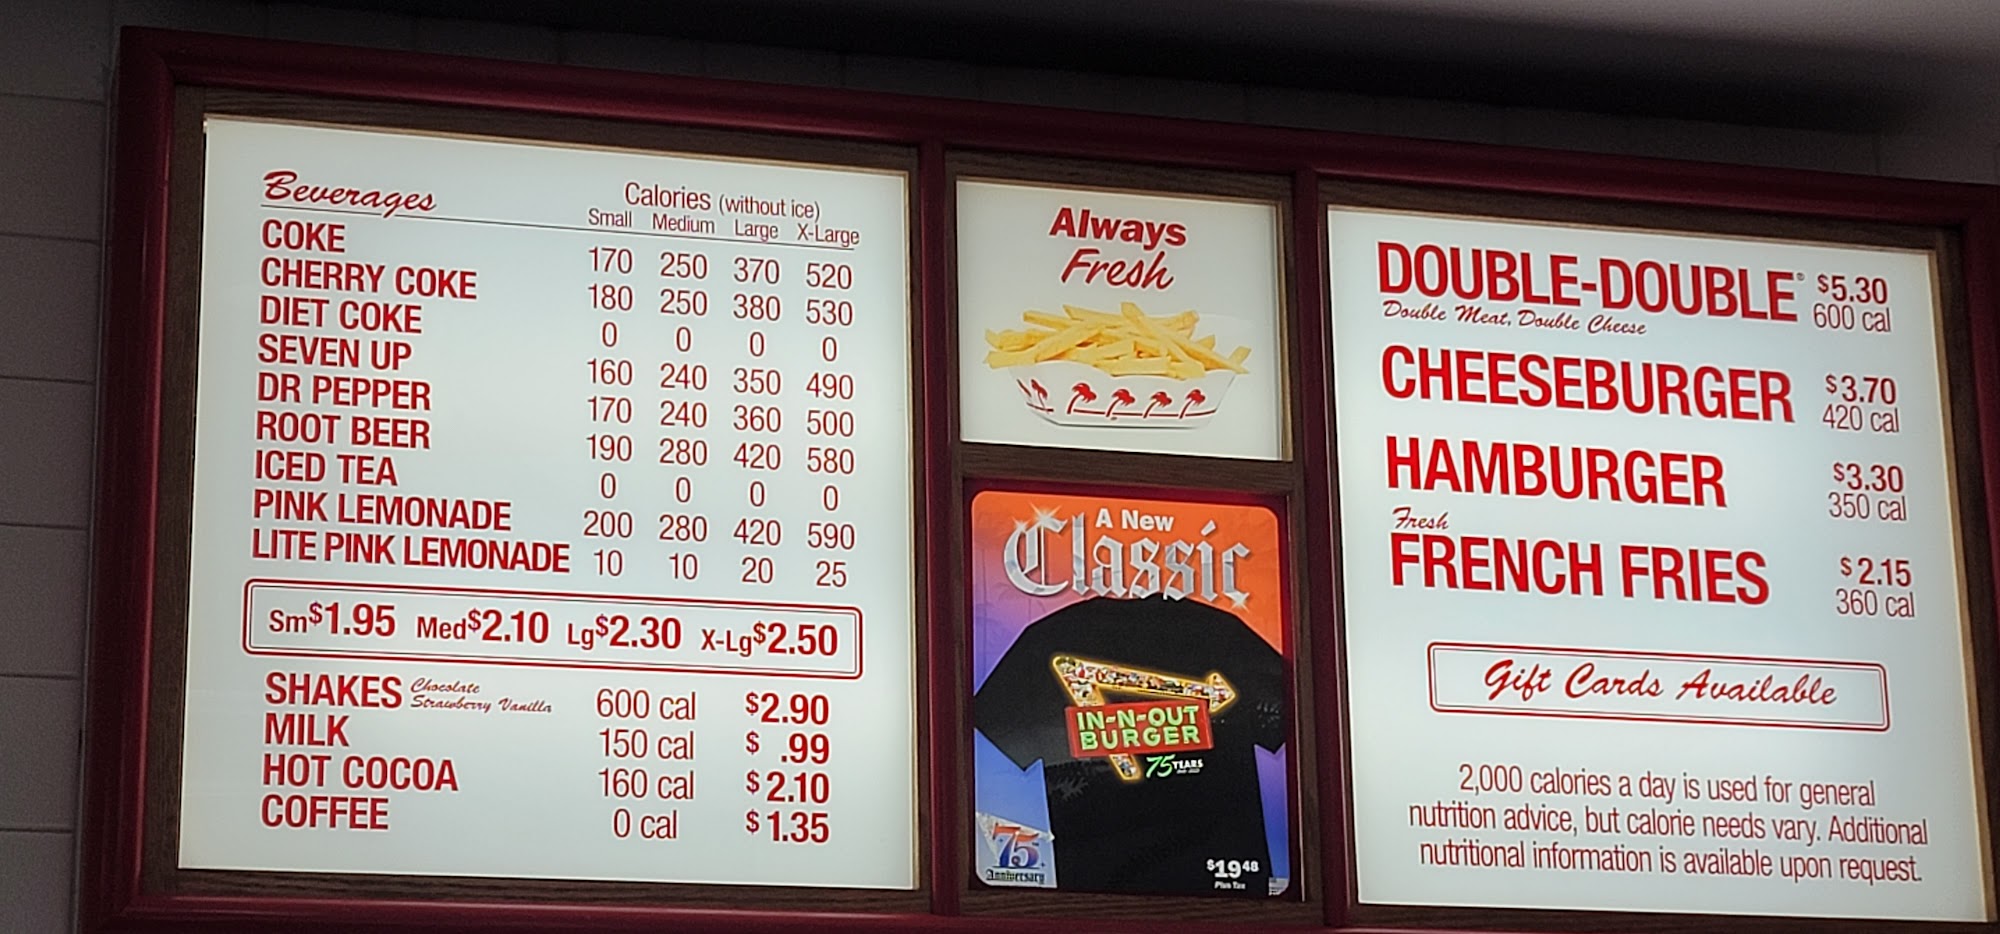 Beverages Calories (without ice)
Small Medium Large X-Large
COKE 170 250 370 520
CHERRY COKE 180 250 380 530
DIET COKE 0 0 0 0
SEVEN UP 160 240 350 490
DR PEPPER 170 240 360 500
ROOT BEER 190 280 420 580
ICED TEA 0 0 0 0
PINK LEMONADE 200 280 420 590
LITE PINK LEMONADE 10 10 20 25
Sm$1.95 Med$2.10 Lg$2.30 X-Lg$2.50
SHAKES Chocolate Strawberry Vanilla 600 cal $2.90
MILK 150 cal $ .99
HOT COCOA 160 cal $2.10
COFFEE 0 cal $1.35
Always
Fresh
A New
Classic
IN-N-OUT
BURGER
75 YEARS
75
Anniversary
$19.48
Plus Tax
DOUBLE-DOUBLE® $5.30
Double Meat, Double Cheese 600 cal
CHEESEBURGER $3.70
420 cal
HAMBURGER $3.30
350 cal
Fresh
FRENCH FRIES $2.15
360 cal
Gift Cards Available
2,000 calories a day is used for general
nutrition advice, but calorie needs vary. Additional
nutritional information is available upon request.